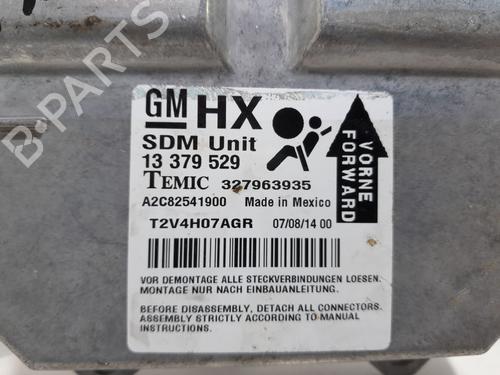 GM HX
SDM Unit
13 379 529
TEMIC 327963935
A2C82541900 Made in Mexico
T2V4H07AGR 07/08/14 00
VORNE
FORWARD
VOR DEMONTAGE ALLE STECKVERBINDUNGEN LOESEN.
MONTAGE NUR NACH EINBAUANLEITUNG.
BEFORE DISASSEMBLY, DETACH ALL CONNECTORS.
ASSEMBLY STRICTLY ACCORDING TO MANUAL
INSTRUCTIONS.
B-PARTS